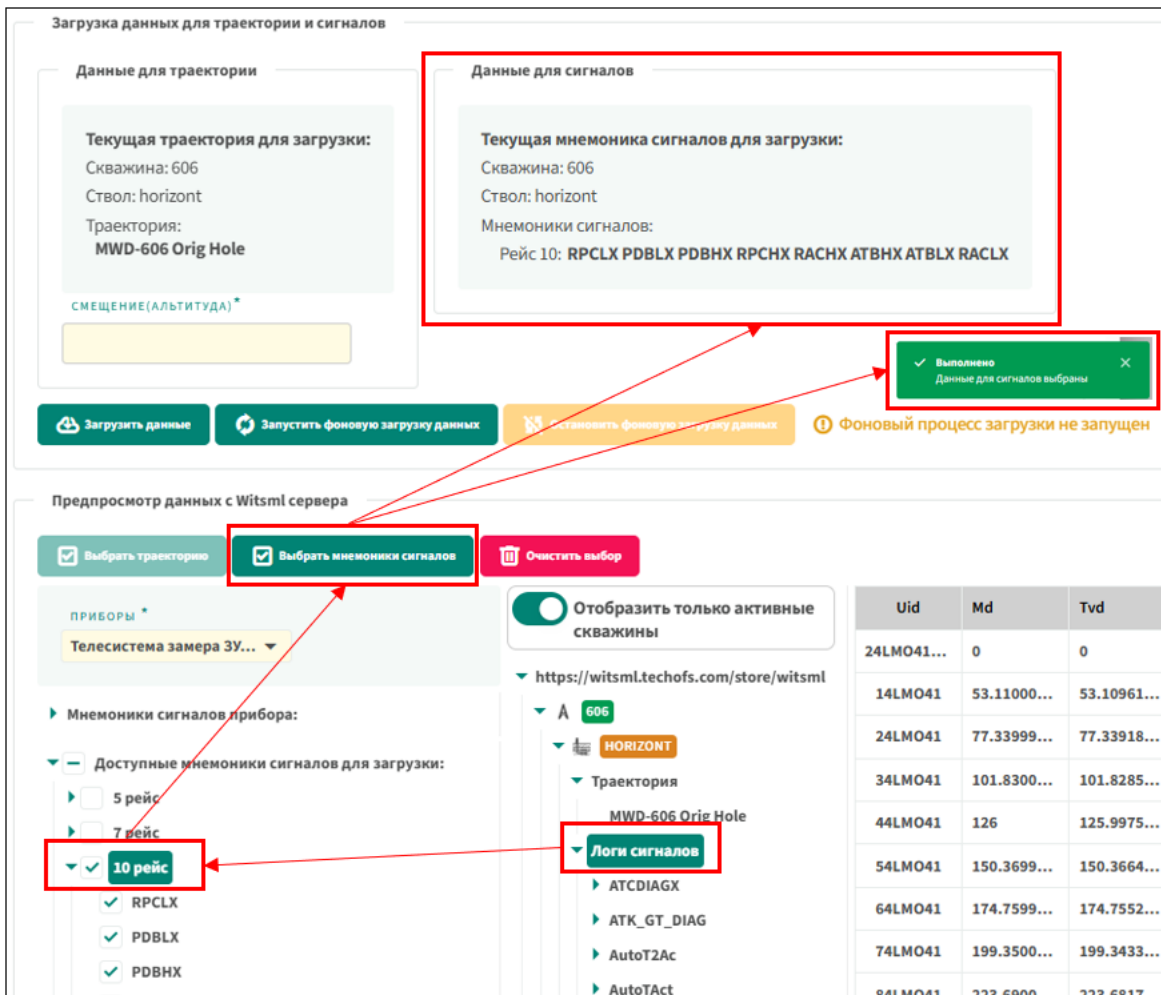 Загрузка данных для траектории и сигналов
Данные для траектории
Текущая траектория для загрузки:
Скважина: 606
Ствол: horizont
Траектория:
MWD-606 Orig Hole
СМЕЩЕНИЕ(АЛЬТИТУДА)*
Данные для сигналов
Текущая мнемоника сигналов для загрузки:
Скважина: 606
Ствол: horizont
Мнемоники сигналов:
Рейс 10: RPCLX PDBLX PDBHX RPCHX RACHX ATBHX ATBLX RACLX
Выполнено
Данные для сигналов выбраны
Загрузить данные
Запустить фоновую загрузку данных
Остановить фоновую загрузку данных
Фоновый процесс загрузки не запущен
Предпросмотр данных с Witsml сервера
Выбрать траекторию
Выбрать мнемоники сигналов
Очистить выбор
ПРИБОРЫ *
Телесистема замера ЗУ...
Мнемоники сигналов прибора:
Доступные мнемоники сигналов для загрузки:
5 рейс
7 рейс
10 рейс
RPCLX
PDBLX
PDBHX
Отобразить только активные
скважины
https://witsml.techofs.com/store/witsml
606
HORIZONT
Траектория
MWD-606 Orig Hole
Логи сигналов
ATCDIAGX
ATK_GT_DIAG
AutoT2Ac
AutoTAct
Uid Md Tvd
24LMO41... 0 0
14LMO41 53.11000... 53.10961...
24LMO41 77.33999... 77.33918...
34LMO41 101.8300... 101.8285...
44LMO41 126 125.9975...
54LMO41 150.3699... 150.3664...
64LMO41 174.7599... 174.7552...
74LMO41 199.3500... 199.3433...
84LMO41 223.6900... 223.6817...